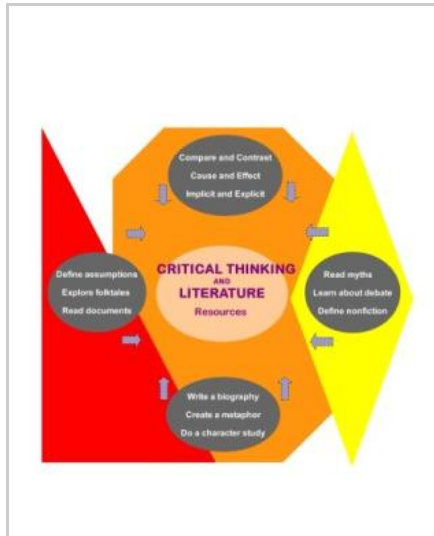 Compare and Contrast
Cause and Effect
Implicit and Explicit
Define assumptions
Explore folktales
Read documents
CRITICAL THINKING
AND
LITERATURE
Resources
Read myths
Learn about debate
Define nonfiction
Write a biography
Create a metaphor
Do a character study